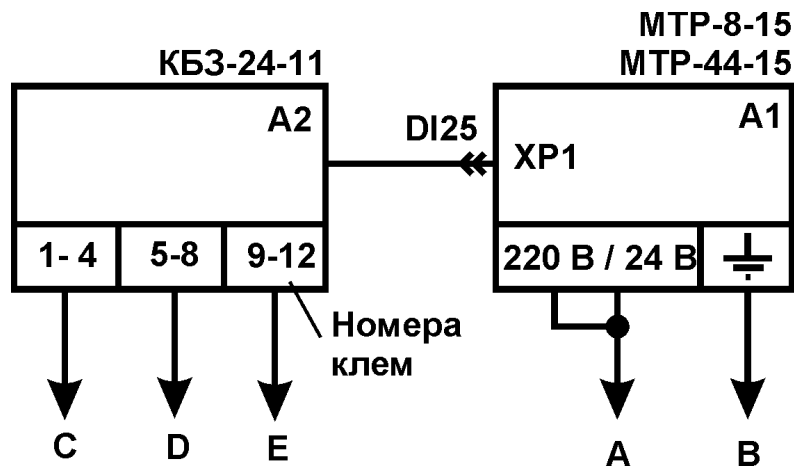 МТР-8-15
КБЗ-24-11
МТР-44-15
А2
DI25
А1
ХР1
1- 4
5-8
9-12
220 В / 24 В
Номера
клем
C
D
E
A
B